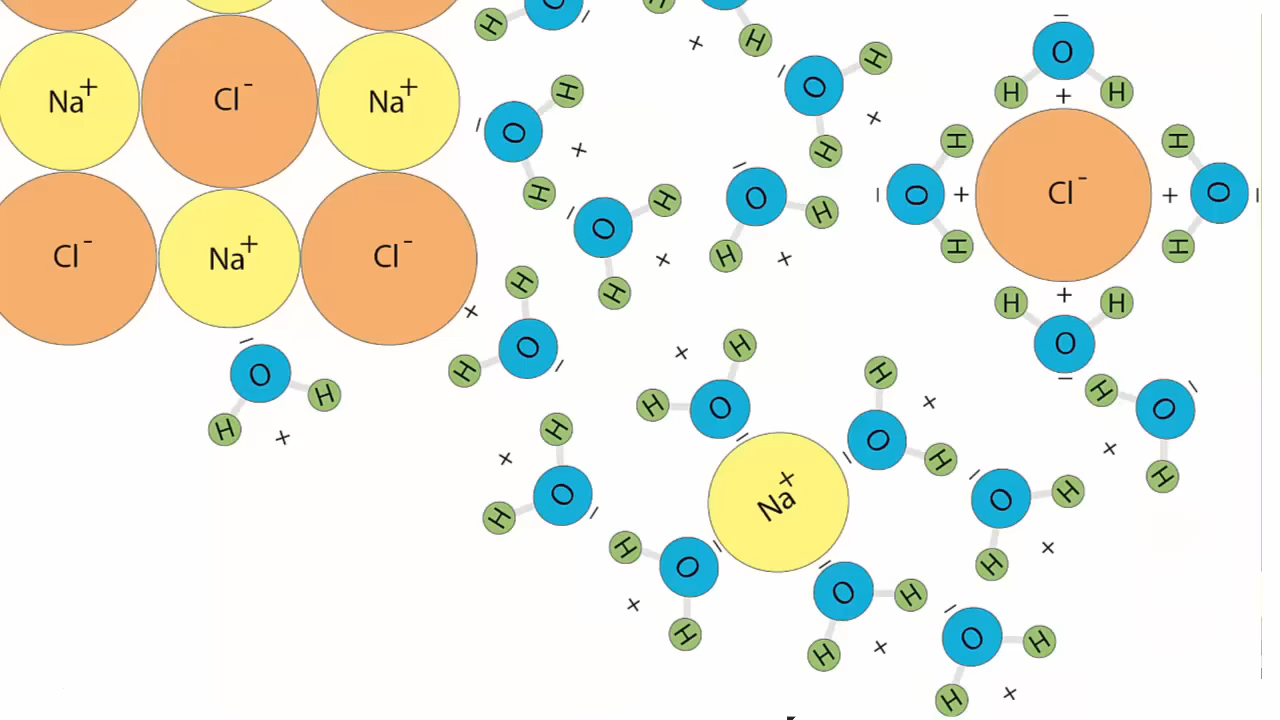 H O −
H + H
−
O
H + H
− O H + H
Na+ Cl− Na+
− O H + H
H O H
− + Cl− + −
H O H
− O H + H
− O H + H
Cl− Na+ Cl−
+ H H O −
H + H
O
−
− O H H +
+ H H O −
− O H H +
H O − H +
+ H H O −
Na+
− O H H +
H O H +
− O H H +
− O H H +